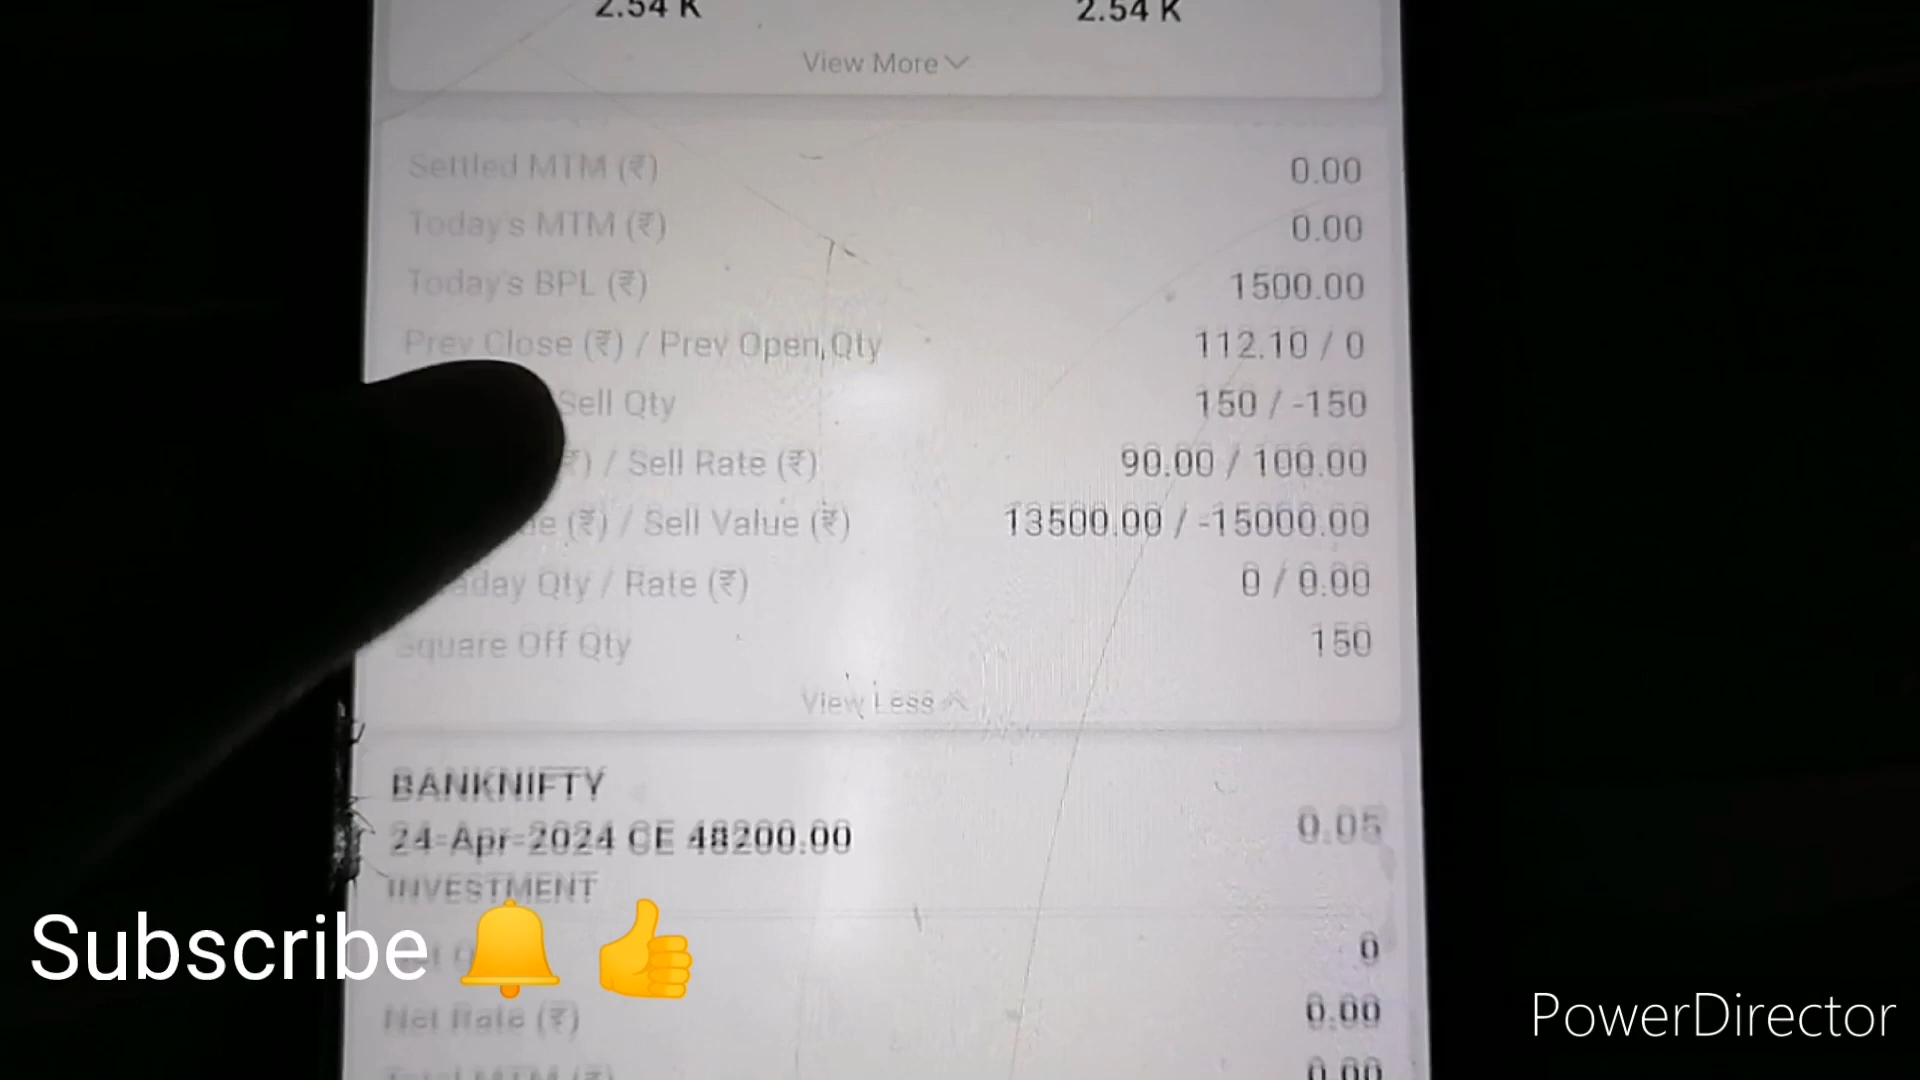 2.54 K 2.54 K
View More
Settled MTM (₹) 0.00
Today's MTM (₹) 0.00
Today's BPL (₹) 1500.00
Prev Close (₹) / Prev Open Qty 112.10 / 0
Sell Qty 150 / -150
₹) / Sell Rate (₹) 90.00 / 100.00
(₹) / Sell Value (₹) 13500.00 / -15000.00
Qty / Rate (₹) 0 / 0.00
Square Off Qty 150
View Less
BANKNIFTY
24-Apr-2024 CE 48200.00 0.05
INVESTMENT
Subscribe 🔔 👍 0
Net Rate (₹) 0.00
Total MTM (₹) 0.00
PowerDirector